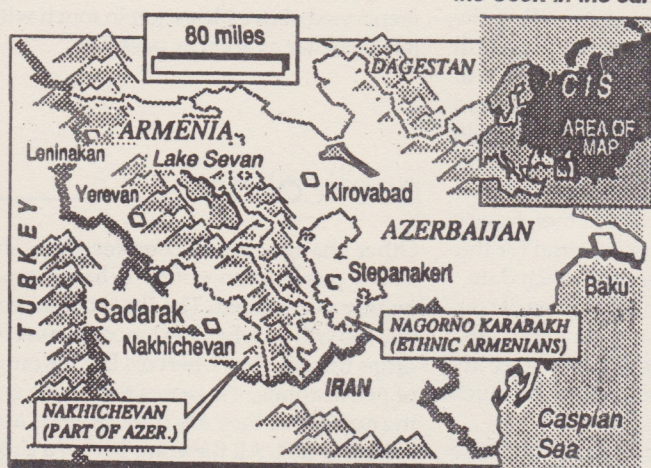 80 miles
DAGESTAN
CIS
AREA OF
MAP
ARMENIA
Leninakan
Lake Sevan
Yerevan
Kirovabad
AZERBAIJAN
TURKEY
Stepanakert
Baku
Sadarak
Nakhichevan
NAGORNO KARABAKH
(ETHNIC ARMENIANS)
IRAN
NAKHICHEVAN
(PART OF AZER.)
Caspian
Sea